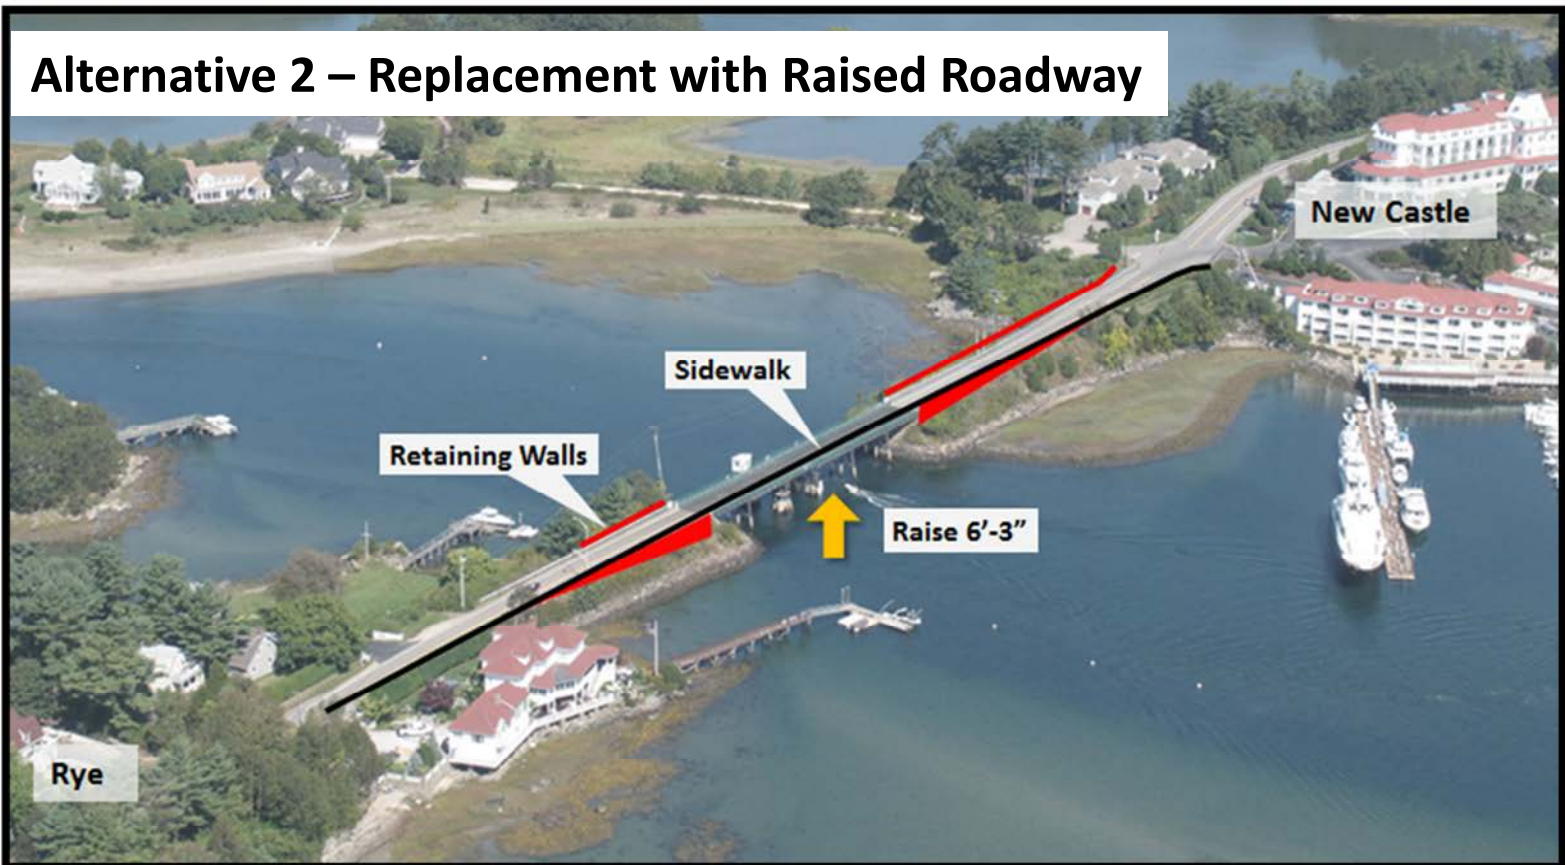 Alternative 2 – Replacement with Raised Roadway
New Castle
Sidewalk
Retaining Walls
Raise 6’-3”
Rye